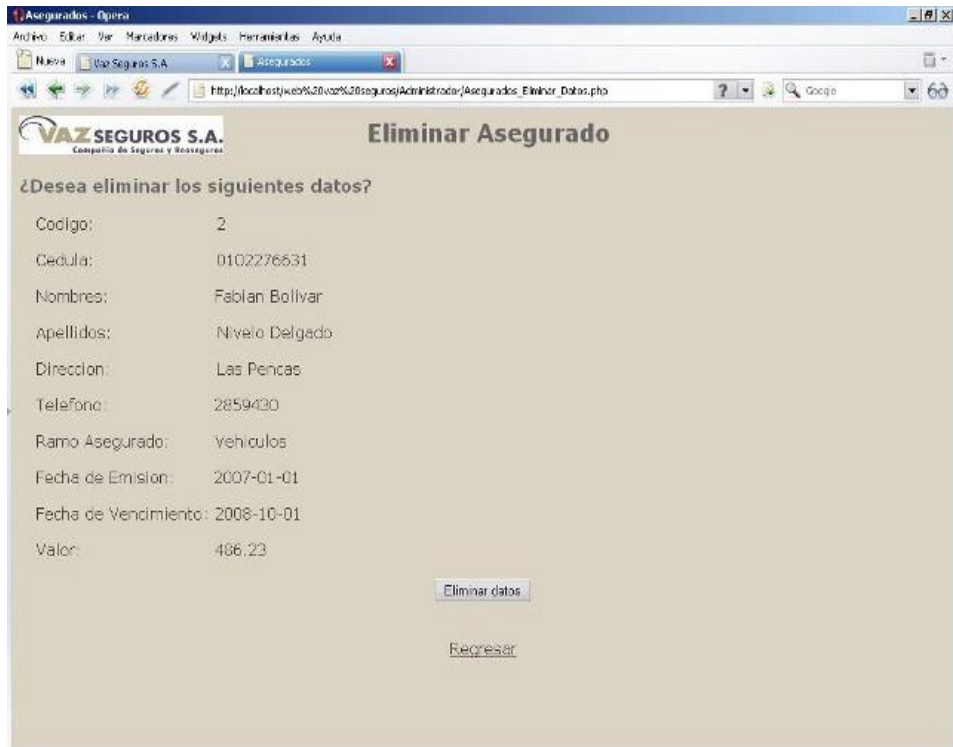 Asegurados - Opera
Archivo Editar Ver Marcadores Widgets Herramientas Ayuda
Nueva Vaz Seguros S.A. Asegurados
http://localhost/web%20vaz%20seguros/Administrador/Asegurados_Eliminar_Datos.php ? Google
VAZ SEGUROS S.A. Eliminar Asegurado
Compañía de Seguros y Reaseguros
¿Desea eliminar los siguientes datos?
Codigo: 2
Cedula: 0102276631
Nombres: Fabian Bolivar
Apellidos: Nivelo Delgado
Direccion: Las Pencas
Telefono: 2859430
Ramo Asegurado: Vehiculos
Fecha de Emision: 2007-01-01
Fecha de Vencimiento: 2008-10-01
Valor: 486.23
Eliminar datos
Regresar